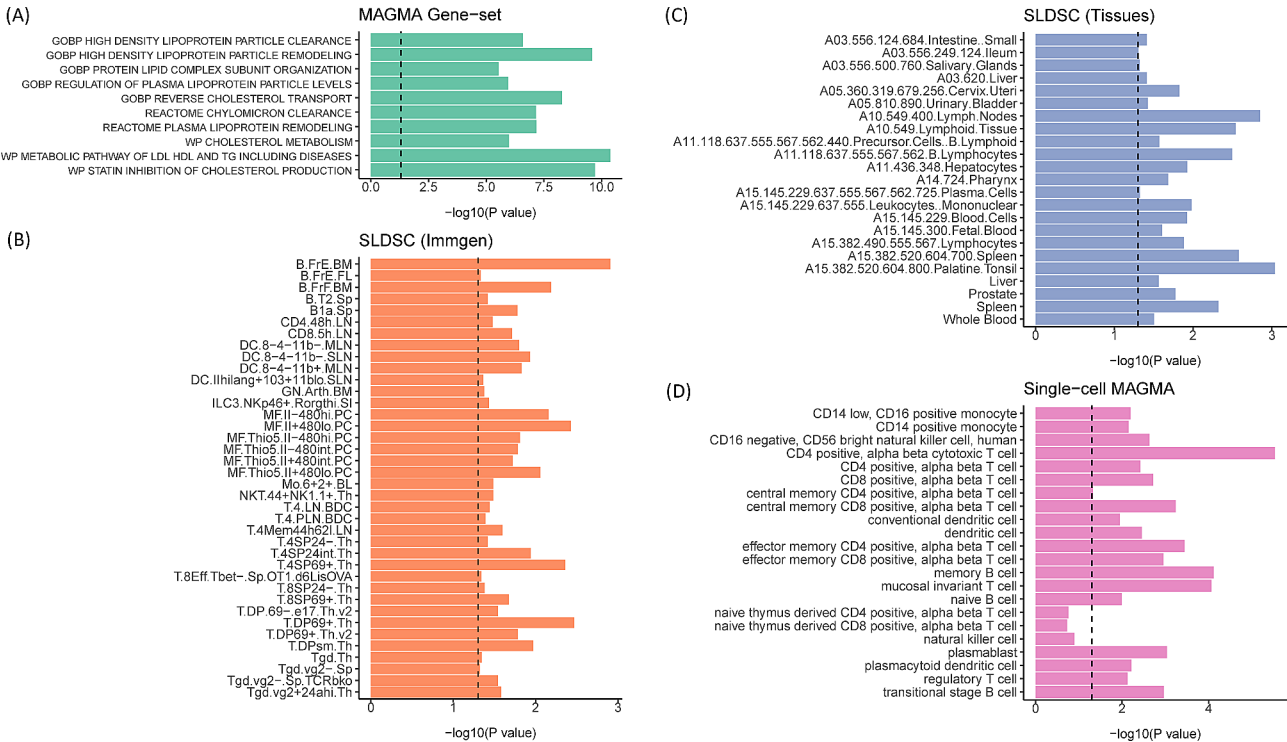 (A)
MAGMA Gene-set
GOBP HIGH DENSITY LIPOPROTEIN PARTICLE CLEARANCE
GOBP HIGH DENSITY LIPOPROTEIN PARTICLE REMODELING
GOBP PROTEIN LIPID COMPLEX SUBUNIT ORGANIZATION
GOBP REGULATION OF PLASMA LIPOPROTEIN PARTICLE LEVELS
GOBP REVERSE CHOLESTEROL TRANSPORT
REACTOME CHYLOMICRON CLEARANCE
REACTOME PLASMA LIPOPROTEIN REMODELING
WP CHOLESTEROL METABOLISM
WP METABOLIC PATHWAY OF LDL HDL AND TG INCLUDING DISEASES
WP STATIN INHIBITION OF CHOLESTEROL PRODUCTION
0.0 2.5 5.0 7.5 10.0
−log10(P value)
(B)
SLDSC (Immgen)
B.FrE.BM
B.FrE.FL
B.FrF.BM
B.T2.Sp
B1a.Sp
CD4.48h.LN
CD8.5h.LN
DC.8−4−11b−.MLN
DC.8−4−11b−.SLN
DC.8−4−11b+.MLN
DC.IIhilang+103+11blo.SLN
GN.Arth.BM
ILC3.NKp46+.Rorgthi.SI
MF.II−480hi.PC
MF.II+480lo.PC
MF.Thio5.II−480hi.PC
MF.Thio5.II−480int.PC
MF.Thio5.II+480int.PC
MF.Thio5.II+480lo.PC
Mo.6+2+.BL
NKT.44+NK1.1+.Th
T.4.LN.BDC
T.4.PLN.BDC
T.4Mem44h62l.LN
T.4SP24−.Th
T.4SP24int.Th
T.4SP69+.Th
T.8Eff.Tbet−.Sp.OT1.d6LisOVA
T.8SP24−.Th
T.8SP69+.Th
T.DP.69−.e17.Th.v2
T.DP69+.Th
T.DP69+.Th.v2
T.DPsm.Th
Tgd.Th
Tgd.vg2−.Sp
Tgd.vg2−.Sp.TCRbko
Tgd.vg2+24ahi.Th
0 1 2 3
−log10(P value)
(C)
SLDSC (Tissues)
A03.556.124.684.Intestine..Small
A03.556.249.124.Ileum
A03.556.500.760.Salivary.Glands
A03.620.Liver
A05.360.319.679.256.Cervix.Uteri
A05.810.890.Urinary.Bladder
A10.549.400.Lymph.Nodes
A10.549.Lymphoid.Tissue
A11.118.637.555.567.562.440.Precursor.Cells..B.Lymphoid
A11.118.637.555.567.562.B.Lymphocytes
A11.436.348.Hepatocytes
A14.724.Pharynx
A15.145.229.637.555.567.562.725.Plasma.Cells
A15.145.229.637.555.Leukocytes..Mononuclear
A15.145.229.Blood.Cells
A15.145.300.Fetal.Blood
A15.382.490.555.567.Lymphocytes
A15.382.520.604.700.Spleen
A15.382.520.604.800.Palatine.Tonsil
Liver
Prostate
Spleen
Whole Blood
0 1 2 3
−log10(P value)
(D)
Single−cell MAGMA
CD14 low, CD16 positive monocyte
CD14 positive monocyte
CD16 negative, CD56 bright natural killer cell, human
CD4 positive, alpha beta cytotoxic T cell
CD4 positive, alpha beta T cell
CD8 positive, alpha beta T cell
central memory CD4 positive, alpha beta T cell
central memory CD8 positive, alpha beta T cell
conventional dendritic cell
dendritic cell
effector memory CD4 positive, alpha beta T cell
effector memory CD8 positive, alpha beta T cell
memory B cell
mucosal invariant T cell
naive B cell
naive thymus derived CD4 positive, alpha beta T cell
naive thymus derived CD8 positive, alpha beta T cell
natural killer cell
plasmablast
plasmacytoid dendritic cell
regulatory T cell
transitional stage B cell
0 2 4
−log10(P value)